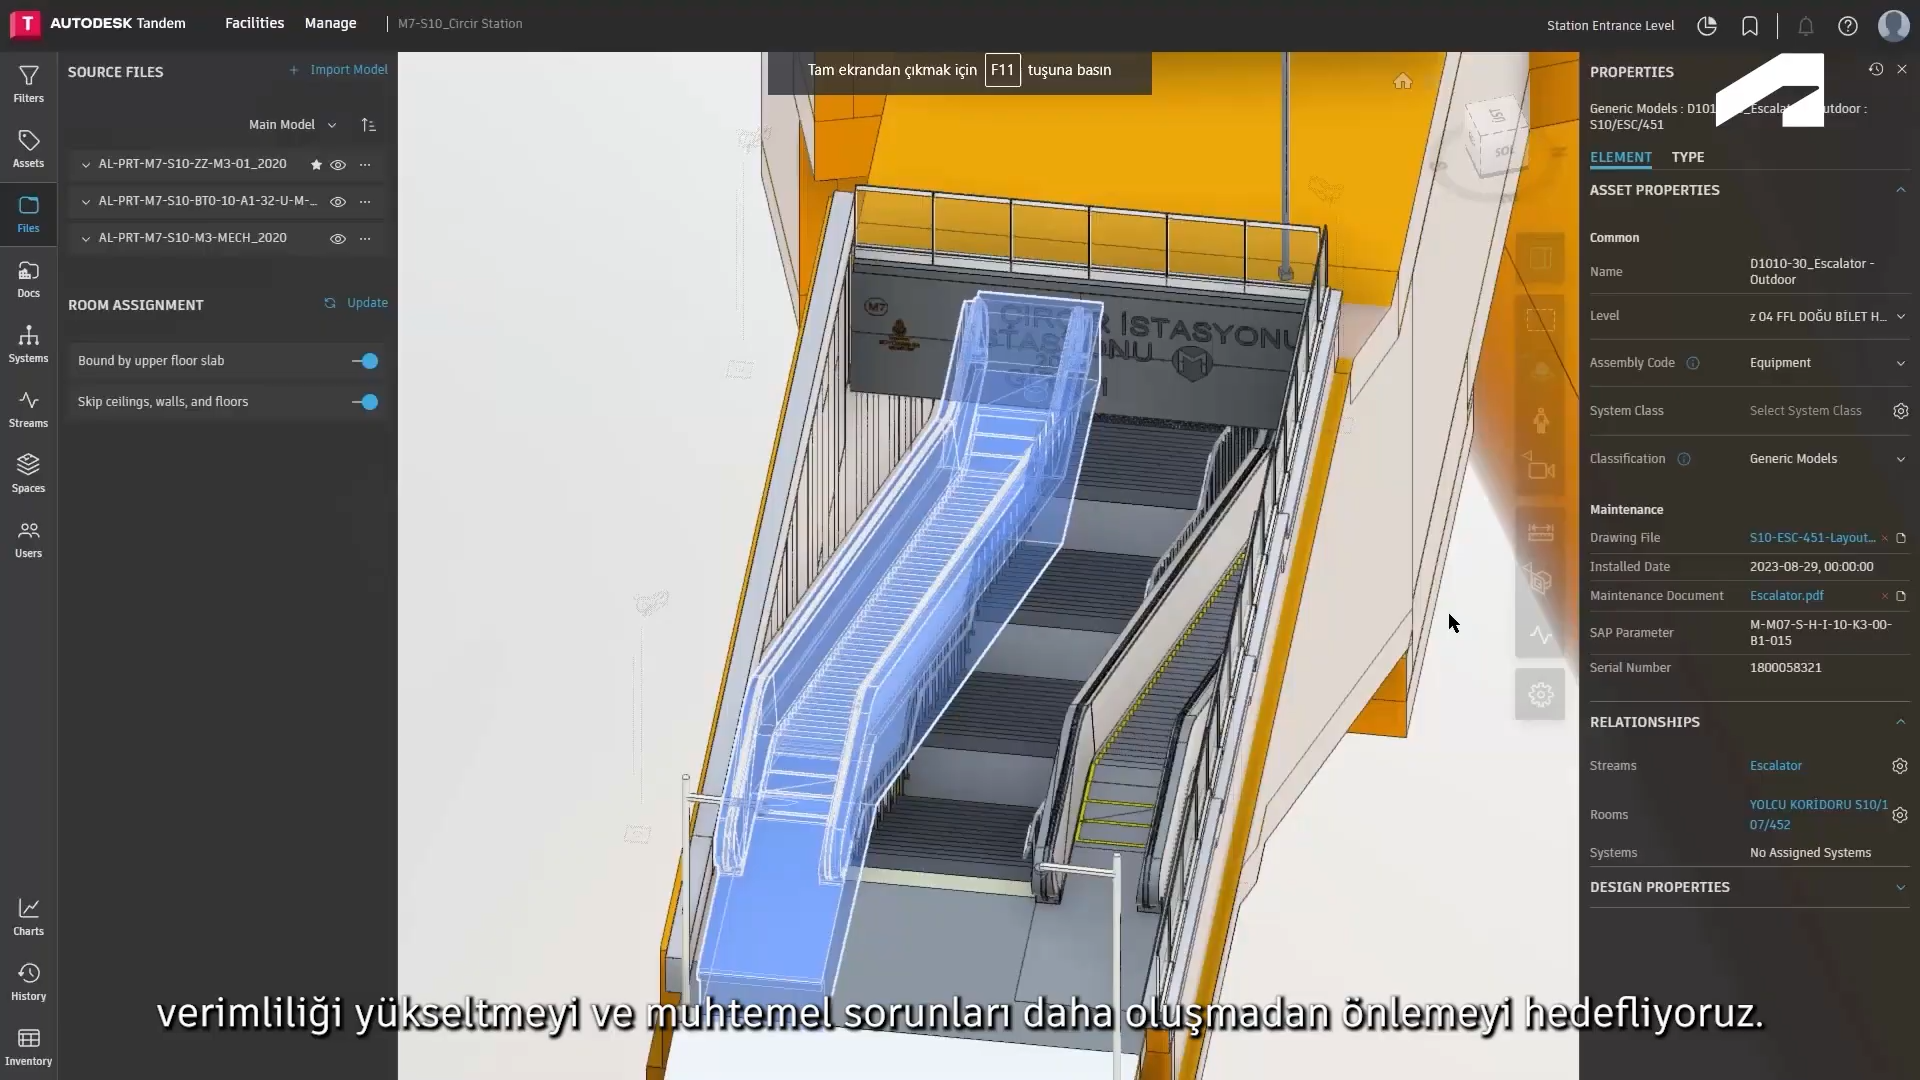 T AUTODESK Tandem
Facilities
Manage
M7-S10_Circir Station
Station Entrance Level
Filters
Assets
Files
Docs
Systems
Streams
Spaces
Users
Charts
History
Inventory
SOURCE FILES
+ Import Model
Main Model
AL-PRT-M7-S10-ZZ-M3-01_2020
AL-PRT-M7-S10-BT0-10-A1-32-U-M-...
AL-PRT-M7-S10-M3-MECH_2020
ROOM ASSIGNMENT
Update
Bound by upper floor slab
Skip ceilings, walls, and floors
Tam ekrandan çıkmak için F11 tuşuna basın
M7
İSTASYONU
M
SOL
PROPERTIES
Generic Models : D101
utdoor :
S10/ESC/451
ELEMENT
TYPE
ASSET PROPERTIES
Common
Name
D1010-30_Escalator -
Outdoor
Level
z 04 FFL DOĞU BİLET H...
Assembly Code
Equipment
System Class
Select System Class
Classification
Generic Models
Maintenance
Drawing File
S10-ESC-451-Layout...
Installed Date
2023-08-29, 00:00:00
Maintenance Document
Escalator.pdf
SAP Parameter
M-M07-S-H-I-10-K3-00-
B1-015
Serial Number
1800058321
RELATIONSHIPS
Streams
Escalator
Rooms
YOLCU KORİDORU S10/1
07/452
Systems
No Assigned Systems
DESIGN PROPERTIES
verimliliği yükseltmeyi ve muhtemel sorunları daha oluşmadan önlemeyi hedefliyoruz.